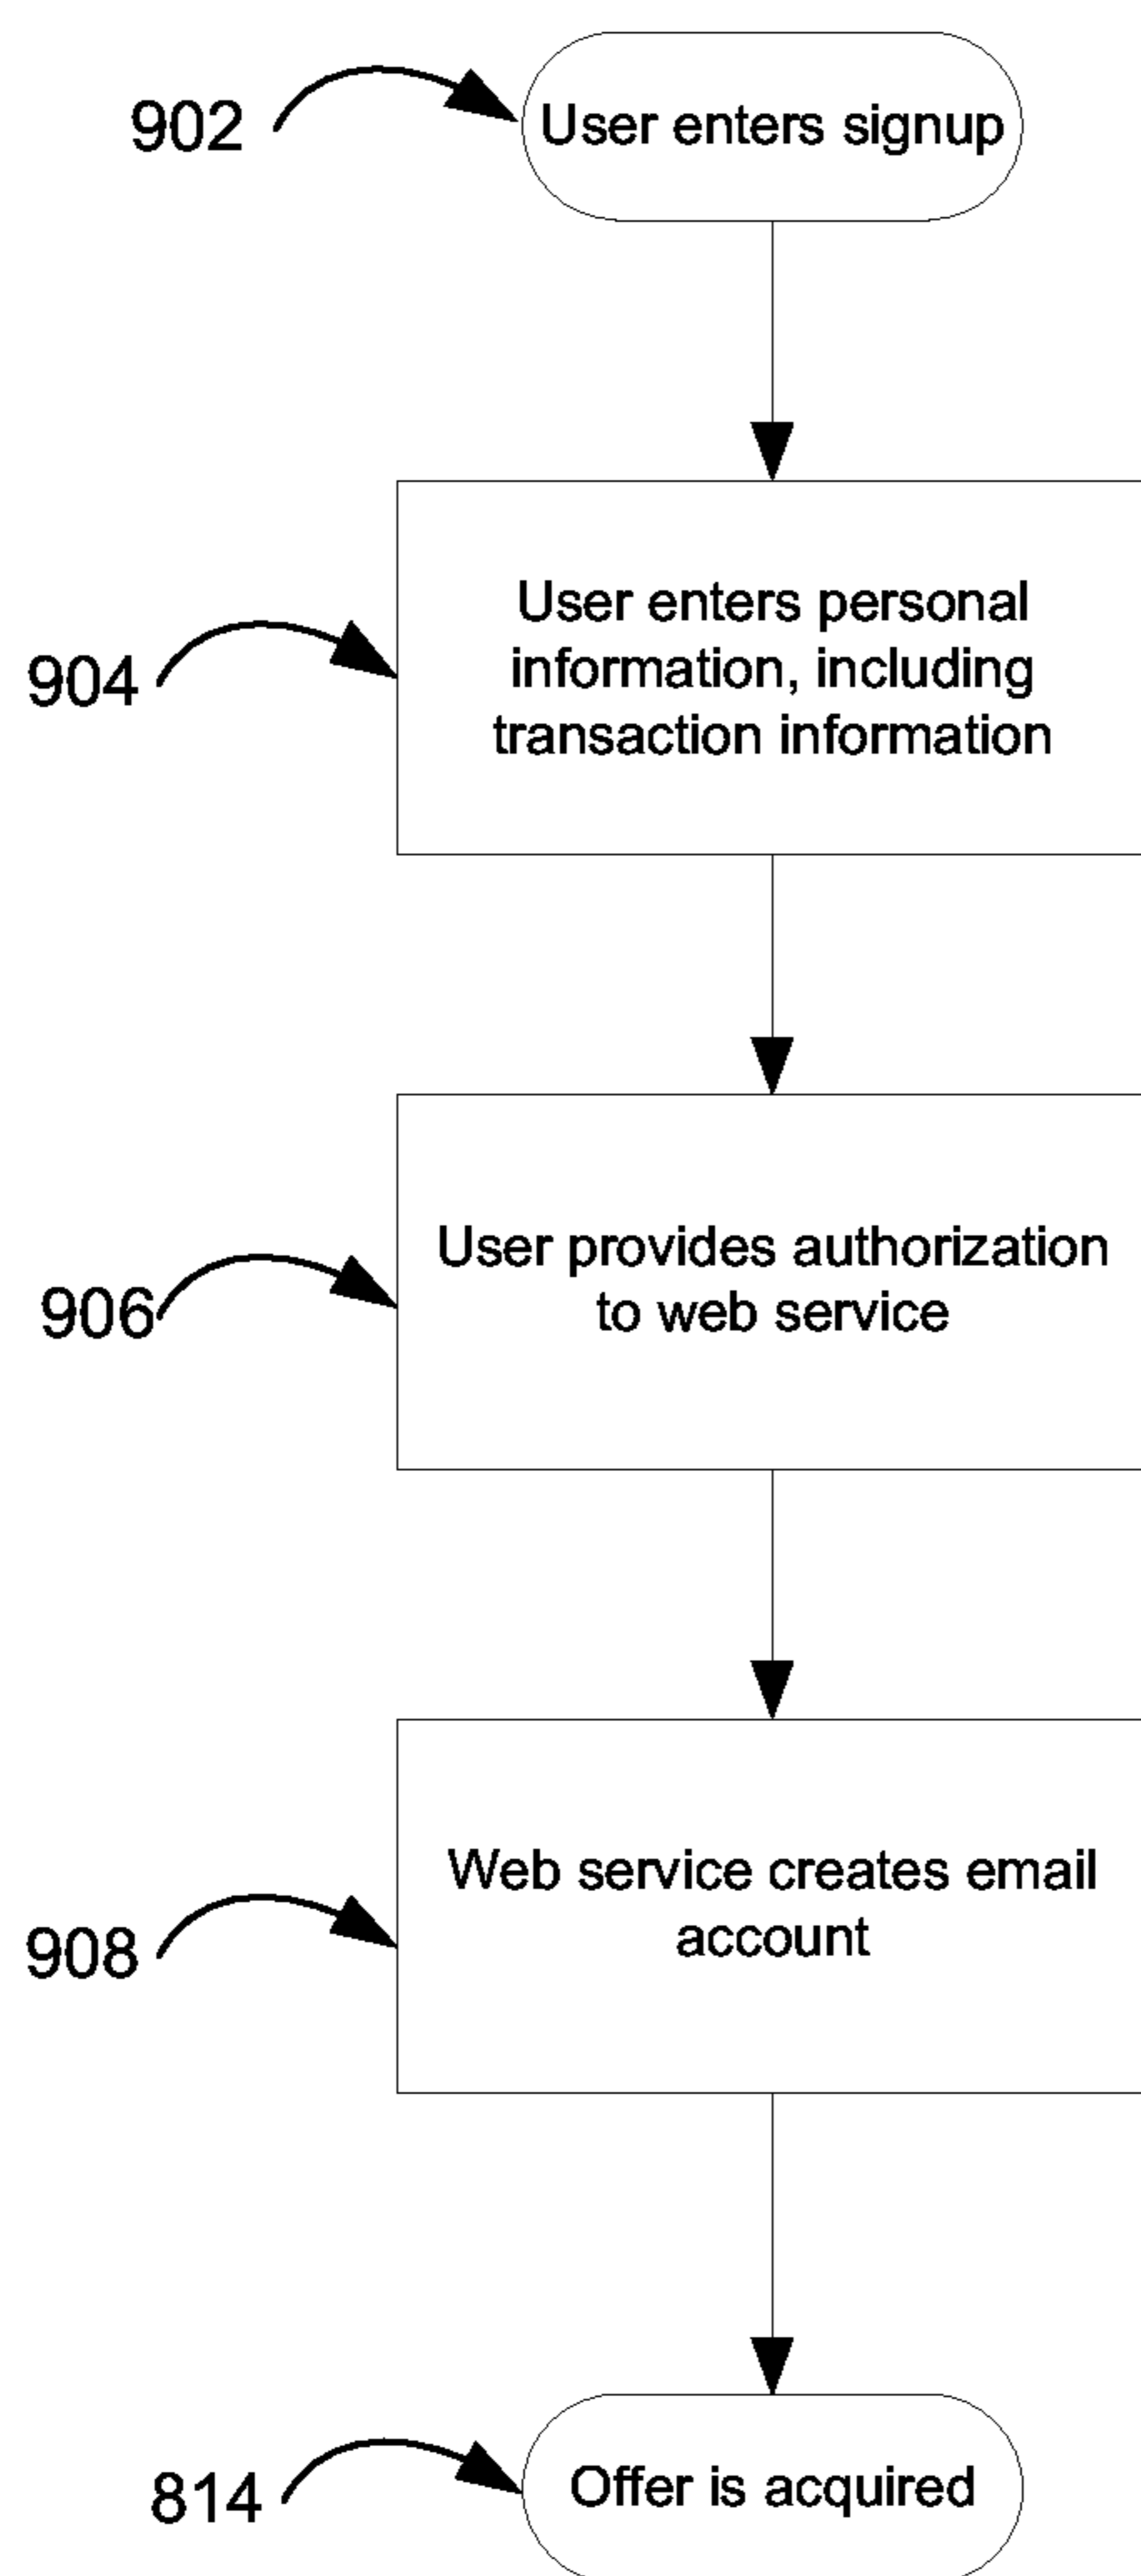 902
User enters signup
904
User enters personal
information, including
transaction information
906
User provides authorization
to web service
908
Web service creates email
account
814
Offer is acquired